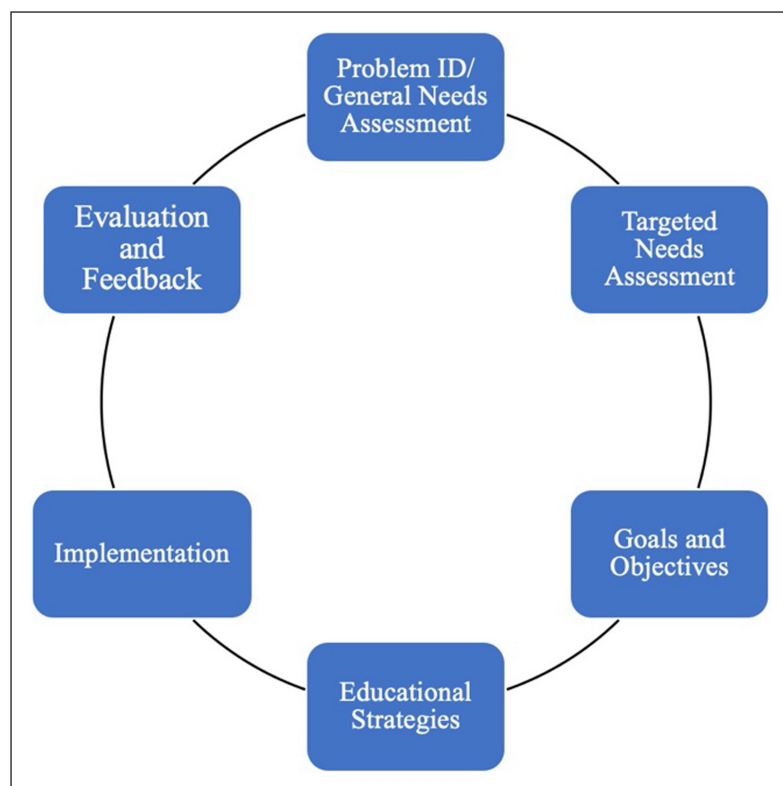 Problem ID/
General Needs
Assessment
Targeted
Needs
Assessment
Goals and
Objectives
Educational
Strategies
Implementation
Evaluation
and
Feedback